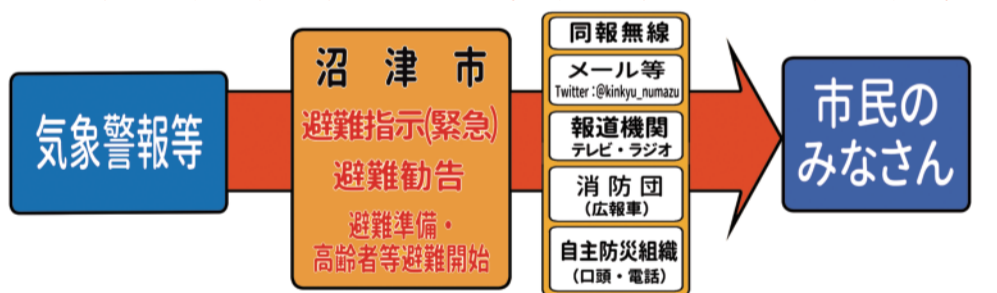 気象警報等
沼津市
避難指示(緊急)
避難勧告
避難準備・
高齢者等避難開始
同報無線
メール等
Twitter:@kinkyu_numazu
報道機関
テレビ・ラジオ
消防団
(広報車)
自主防災組織
(口頭・電話)
市民の
みなさん